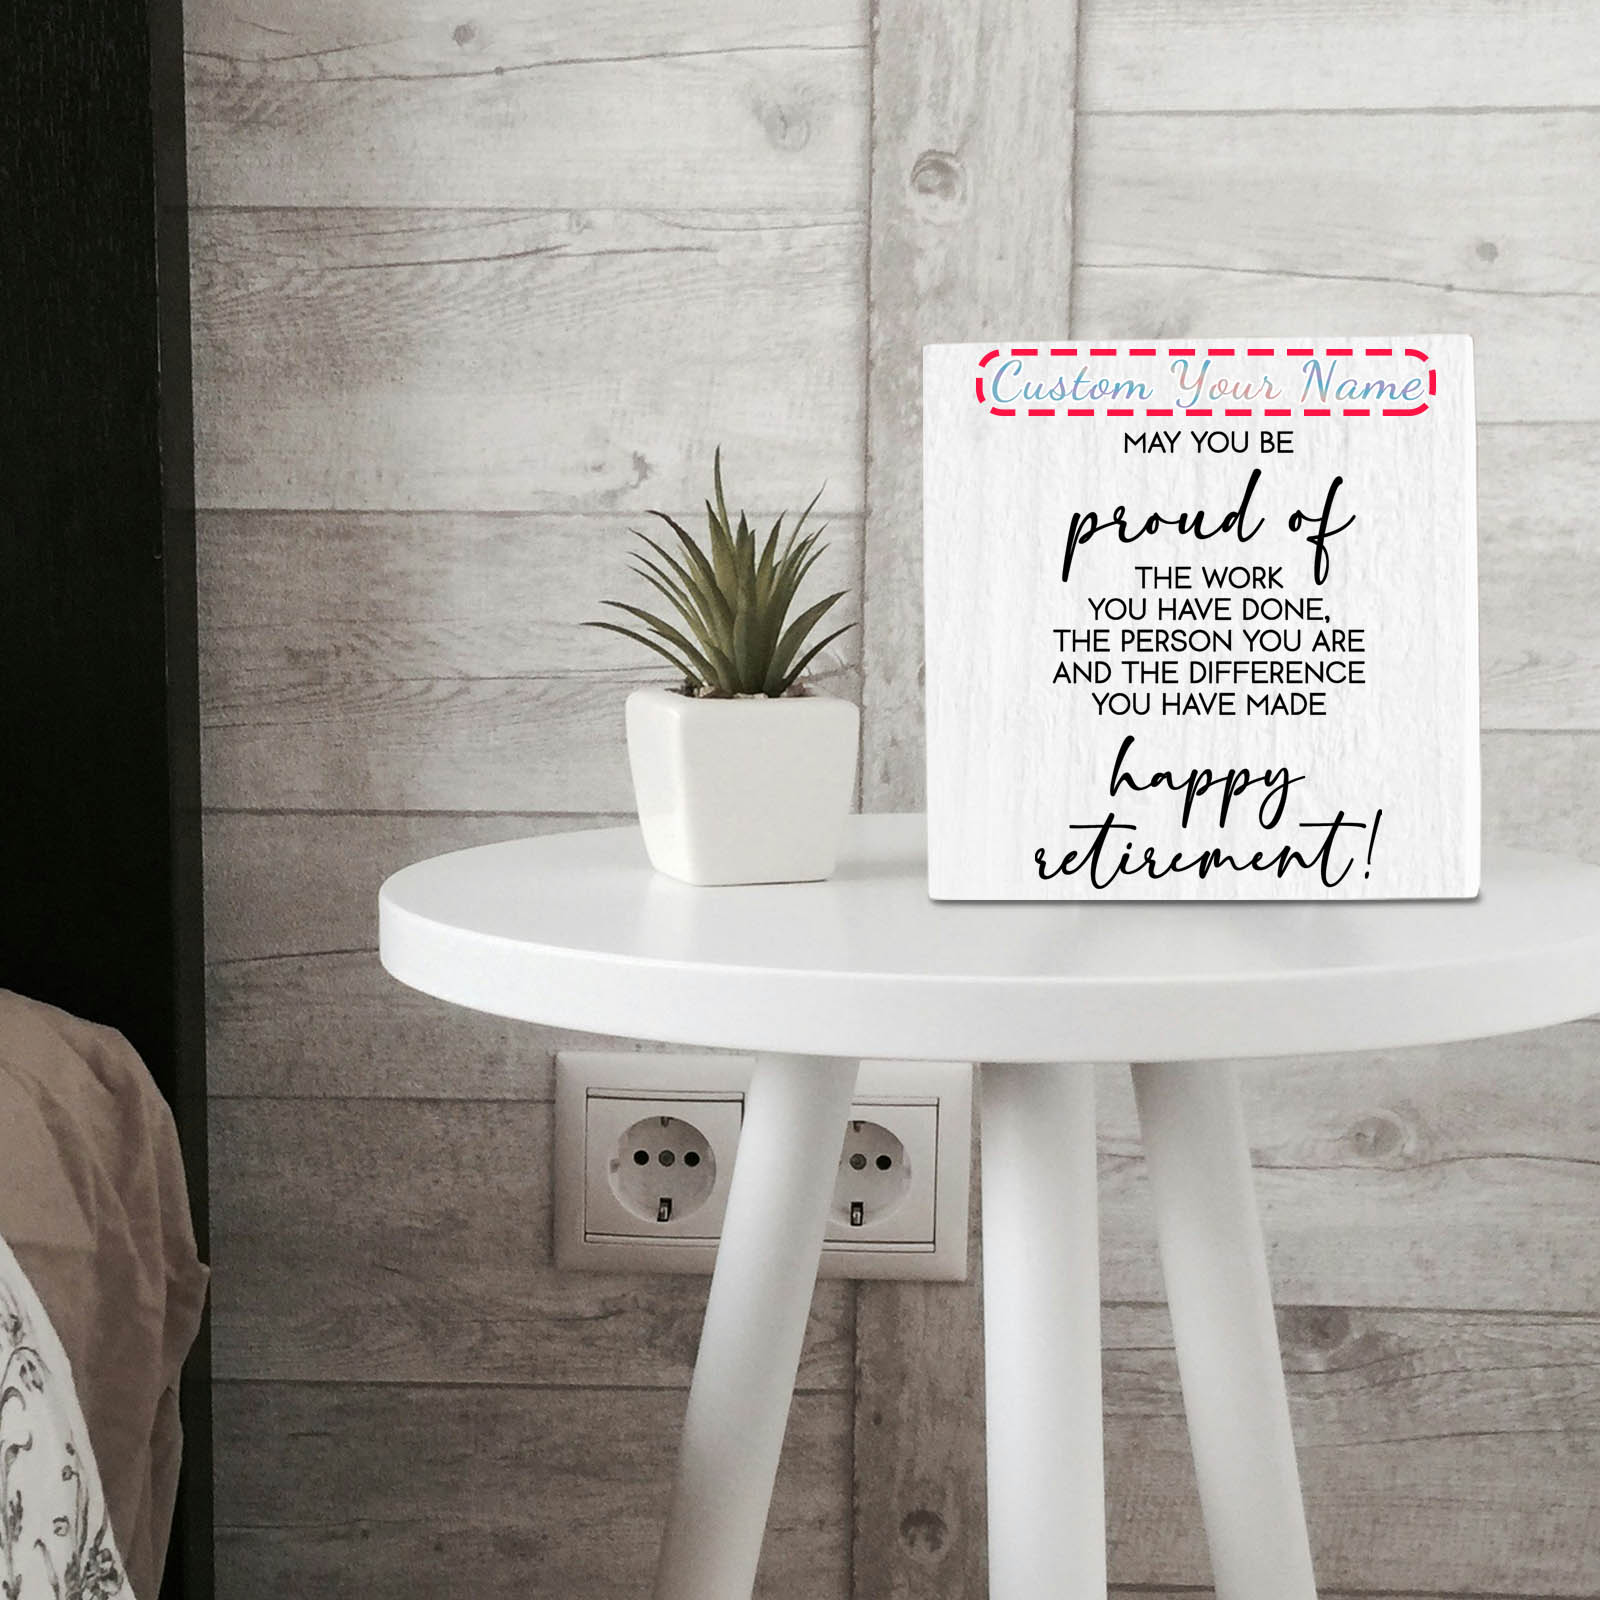 Custom Your Name
MAY YOU BE
proud of
THE WORK
YOU HAVE DONE,
THE PERSON YOU ARE
AND THE DIFFERENCE
YOU HAVE MADE
happy
retirement!